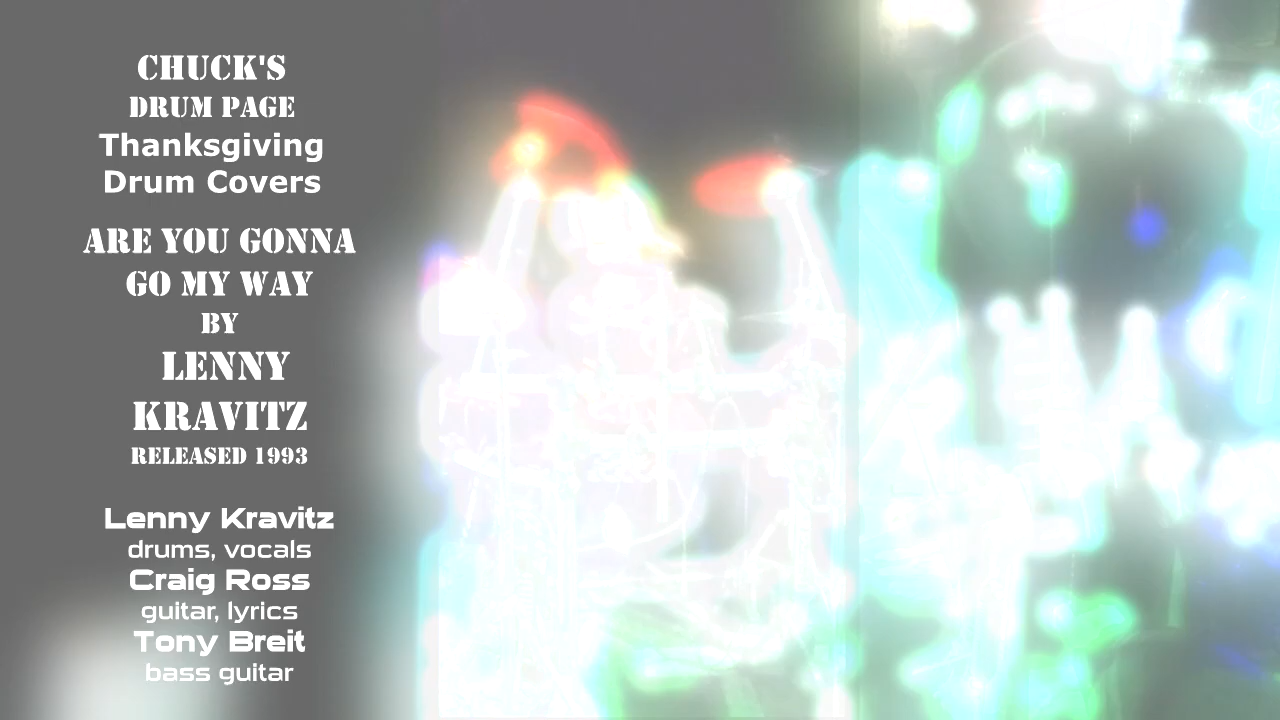 CHUCK'S
DRUM PAGE
Thanksgiving
Drum Covers
ARE YOU GONNA
GO MY WAY
BY
LENNY
KRAVITZ
RELEASED 1993
Lenny Kravitz
drums, vocals
Craig Ross
guitar, lyrics
Tony Breit
bass guitar